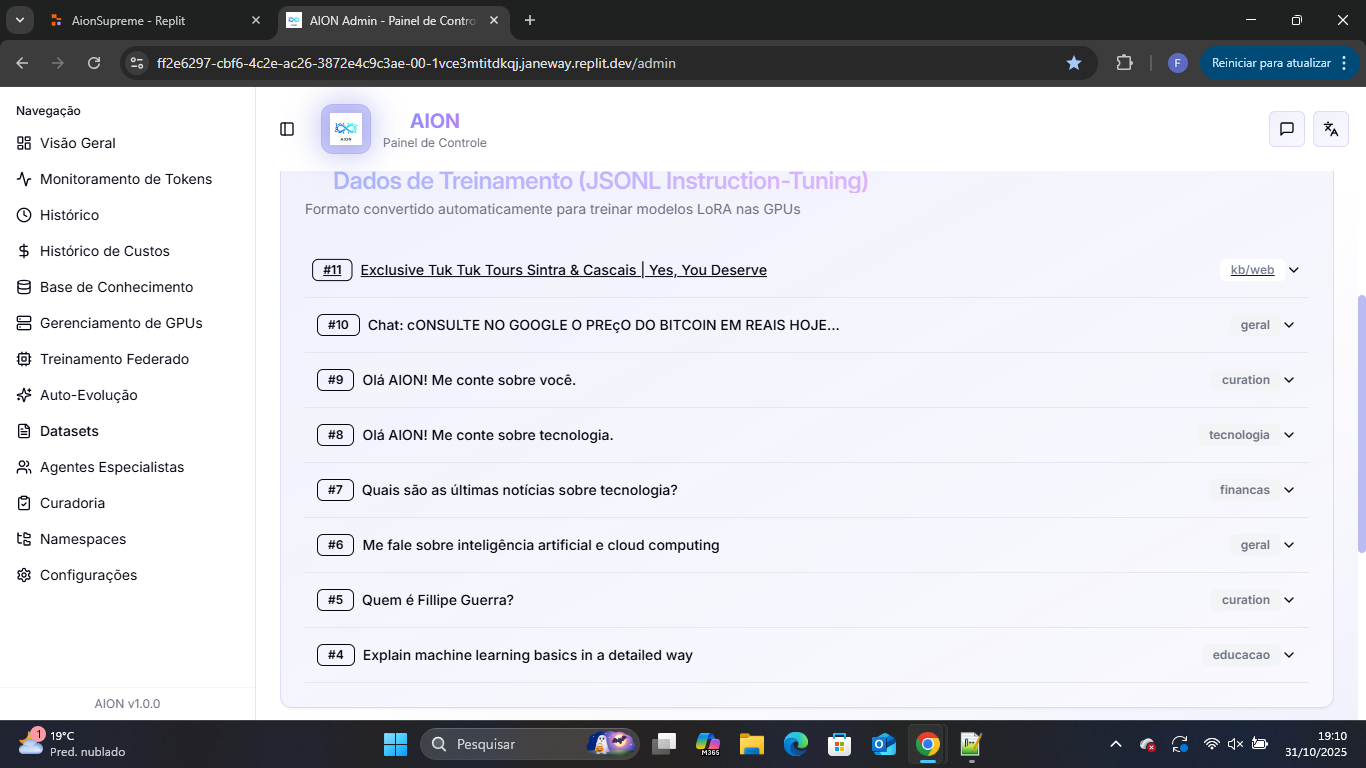 AionSupreme - Replit
AION Admin - Painel de Contro
ff2e6297-cbf6-4c2e-ac26-3872e4c9c3ae-00-1vce3mtitdkqj.janeway.replit.dev/admin
F
Reiniciar para atualizar
Navegação
Visão Geral
Monitoramento de Tokens
Histórico
Histórico de Custos
Base de Conhecimento
Gerenciamento de GPUs
Treinamento Federado
Auto-Evolução
Datasets
Agentes Especialistas
Curadoria
Namespaces
Configurações
AION v1.0.0
AION
AION
Painel de Controle
Dados de Treinamento (JSONL Instruction-Tuning)
Formato convertido automaticamente para treinar modelos LoRA nas GPUs
#11 Exclusive Tuk Tuk Tours Sintra & Cascais | Yes, You Deserve kb/web
#10 Chat: cONSULTE NO GOOGLE O PREçO DO BITCOIN EM REAIS HOJE... geral
#9 Olá AION! Me conte sobre você. curation
#8 Olá AION! Me conte sobre tecnologia. tecnologia
#7 Quais são as últimas notícias sobre tecnologia? financas
#6 Me fale sobre inteligência artificial e cloud computing geral
#5 Quem é Fillipe Guerra? curation
#4 Explain machine learning basics in a detailed way educacao
1
19°C
Pred. nublado
Pesquisar
M365
19:10
31/10/2025